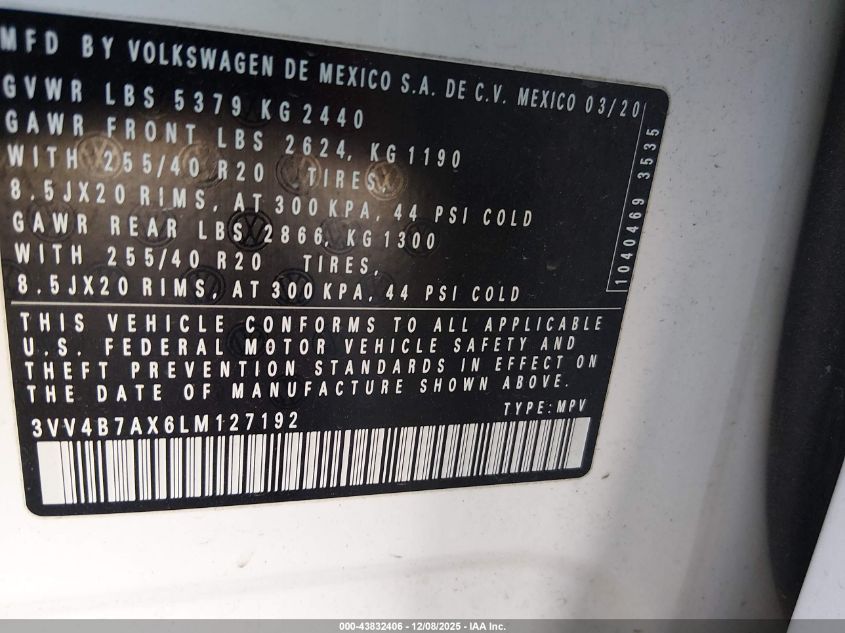 MFD BY VOLKSWAGEN DE MEXICO S.A. DE C.V. MEXICO 03/20
GVWR LBS 5379 KG 2440
GAWR FRONT LBS 2624, KG 1190
WITH 255/40 R20 TIRES,
8.5JX20 RIMS, AT 300 KPA, 44 PSI COLD
GAWR REAR LBS 2866, KG 1300
WITH 255/40 R20 TIRES,
8.5JX20 RIMS, AT 300 KPA, 44 PSI COLD
1040469 3535
THIS VEHICLE CONFORMS TO ALL APPLICABLE
U.S. FEDERAL MOTOR VEHICLE SAFETY AND
THEFT PREVENTION STANDARDS IN EFFECT ON
THE DATE OF MANUFACTURE SHOWN ABOVE.
TYPE: MPV
3VV4B7AX6LM127192
000-43832406 - 12/08/2025 - IAA Inc.